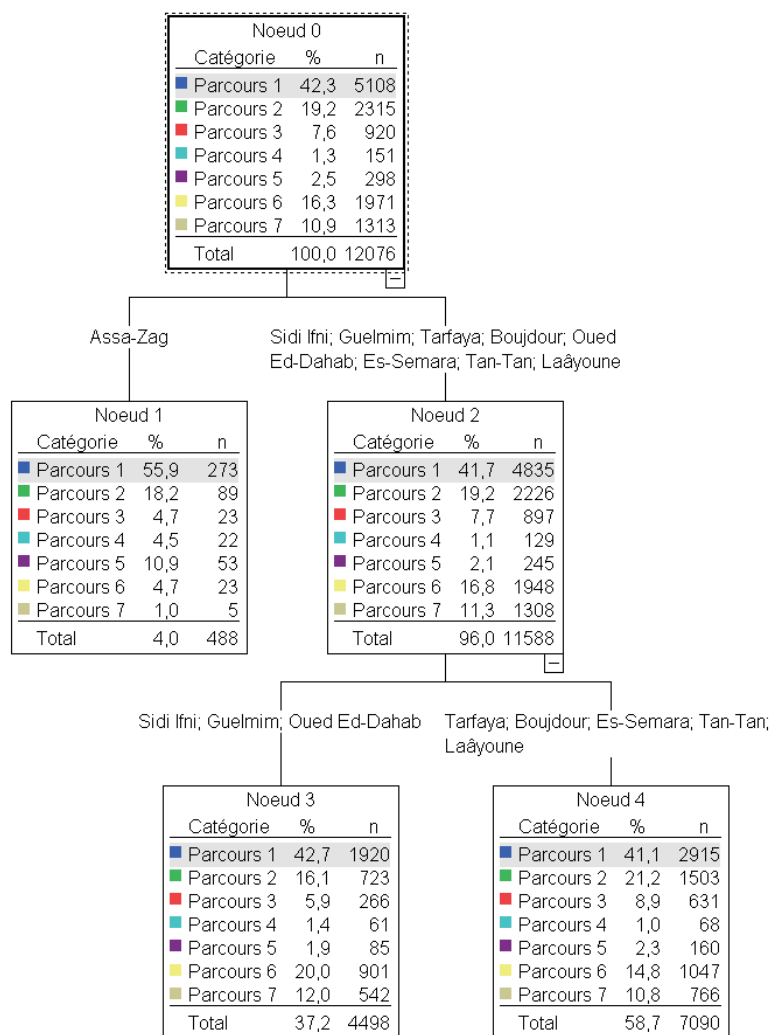 Noeud 0
Catégorie % n
Parcours 1 42,3 5108
Parcours 2 19,2 2315
Parcours 3 7,6 920
Parcours 4 1,3 151
Parcours 5 2,5 298
Parcours 6 16,3 1971
Parcours 7 10,9 1313
Total 100,0 12076
Assa-Zag
Sidi Ifni; Guelmim; Tarfaya; Boujdour; Oued
Ed-Dahab; Es-Semara; Tan-Tan; Laâyoune
Noeud 1
Catégorie % n
Parcours 1 55,9 273
Parcours 2 18,2 89
Parcours 3 4,7 23
Parcours 4 4,5 22
Parcours 5 10,9 53
Parcours 6 4,7 23
Parcours 7 1,0 5
Total 4,0 488
Noeud 2
Catégorie % n
Parcours 1 41,7 4835
Parcours 2 19,2 2226
Parcours 3 7,7 897
Parcours 4 1,1 129
Parcours 5 2,1 245
Parcours 6 16,8 1948
Parcours 7 11,3 1308
Total 96,0 11588
Sidi Ifni; Guelmim; Oued Ed-Dahab
Tarfaya; Boujdour; Es-Semara; Tan-Tan;
Laâyoune
Noeud 3
Catégorie % n
Parcours 1 42,7 1920
Parcours 2 16,1 723
Parcours 3 5,9 266
Parcours 4 1,4 61
Parcours 5 1,9 85
Parcours 6 20,0 901
Parcours 7 12,0 542
Total 37,2 4498
Noeud 4
Catégorie % n
Parcours 1 41,1 2915
Parcours 2 21,2 1503
Parcours 3 8,9 631
Parcours 4 1,0 68
Parcours 5 2,3 160
Parcours 6 14,8 1047
Parcours 7 10,8 766
Total 58,7 7090